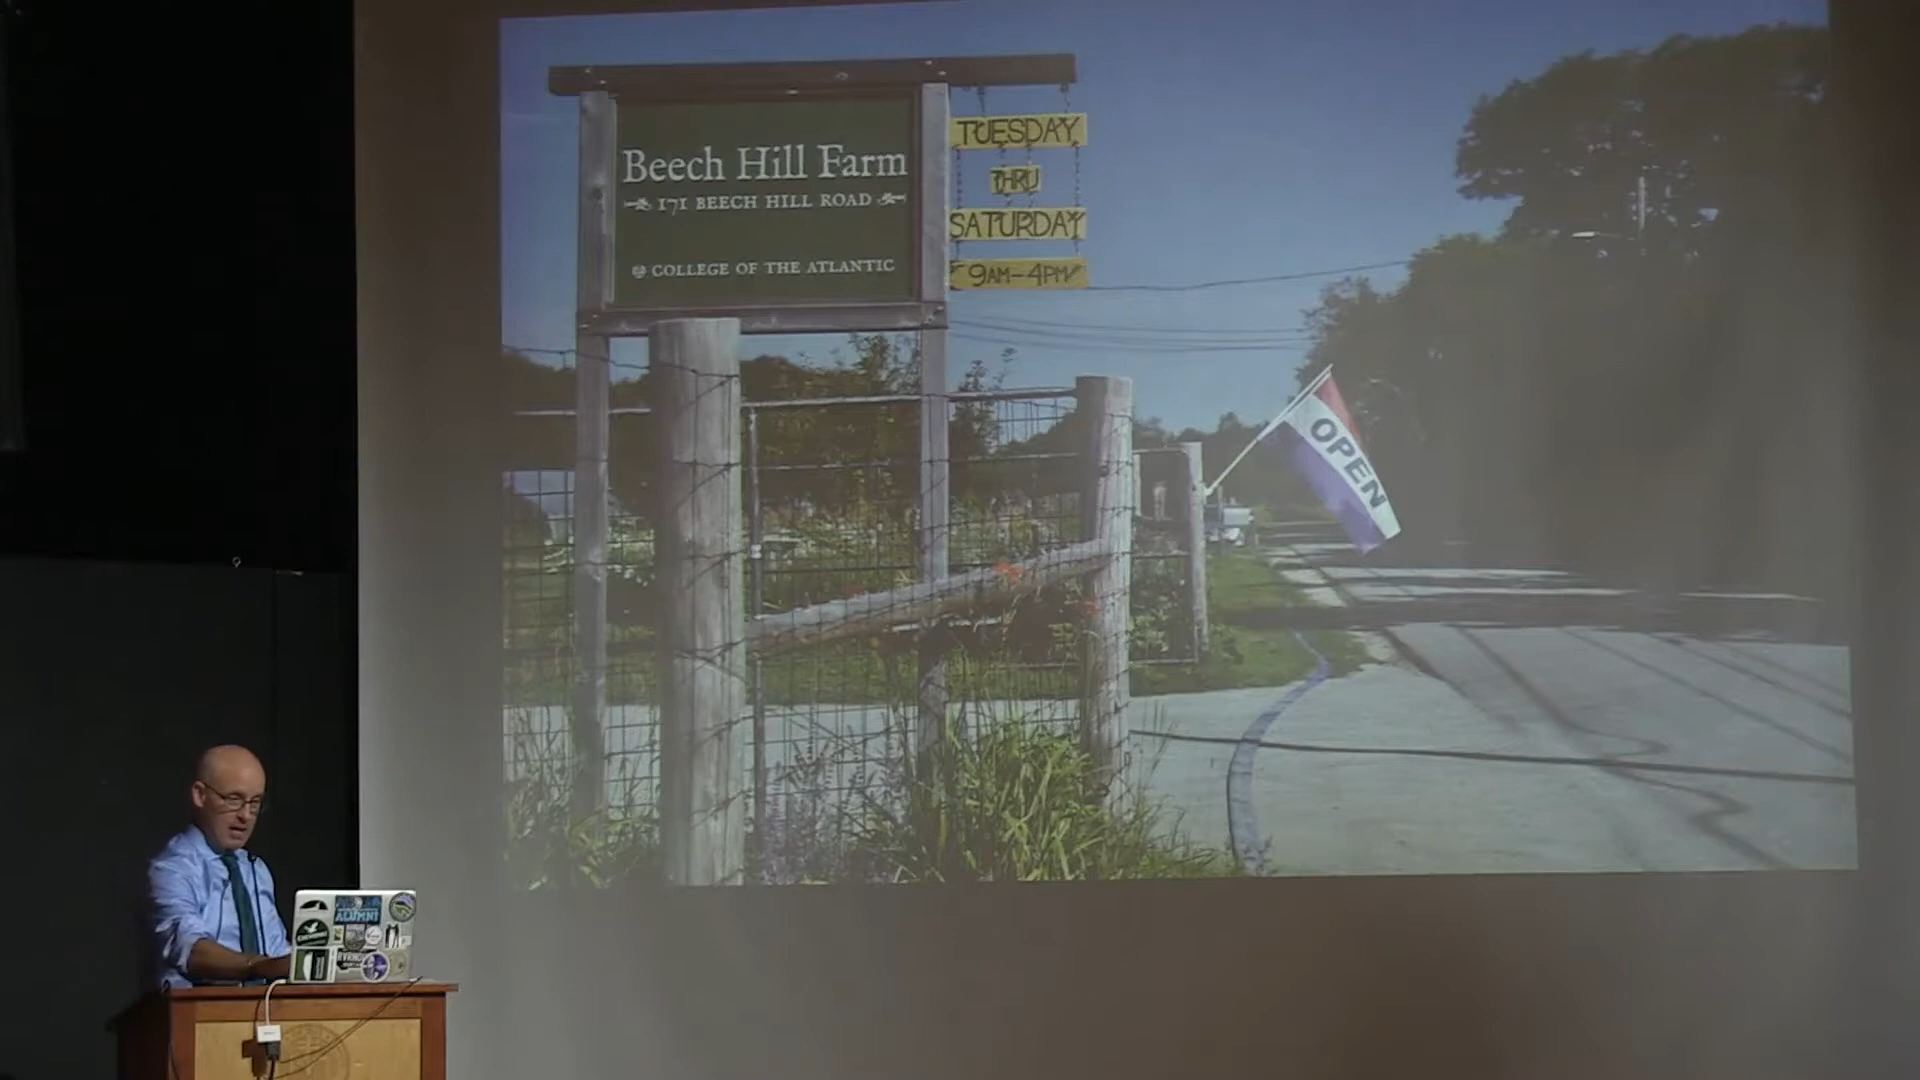 Beech Hill Farm
171 BEECH HILL ROAD
COLLEGE OF THE ATLANTIC
TUESDAY
THRU
SATURDAY
9AM-4PM
OPEN
ALUMNI